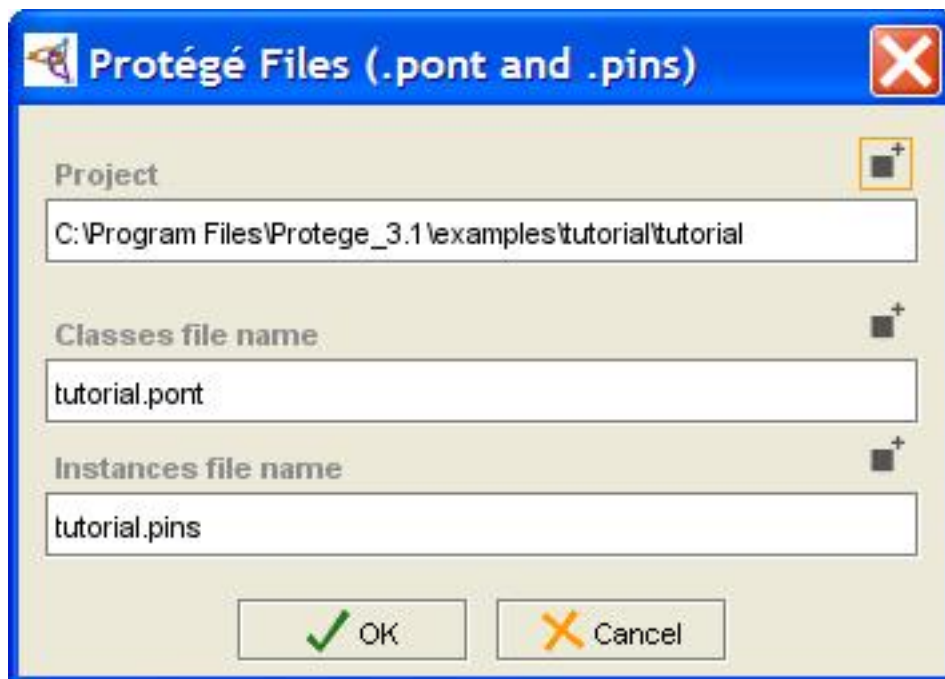 Protégé Files (.pont and .pins)
Project
C:\Program Files\Protege_3.1\examples\tutorial\tutorial
Classes file name
tutorial.pont
Instances file name
tutorial.pins
OK
Cancel